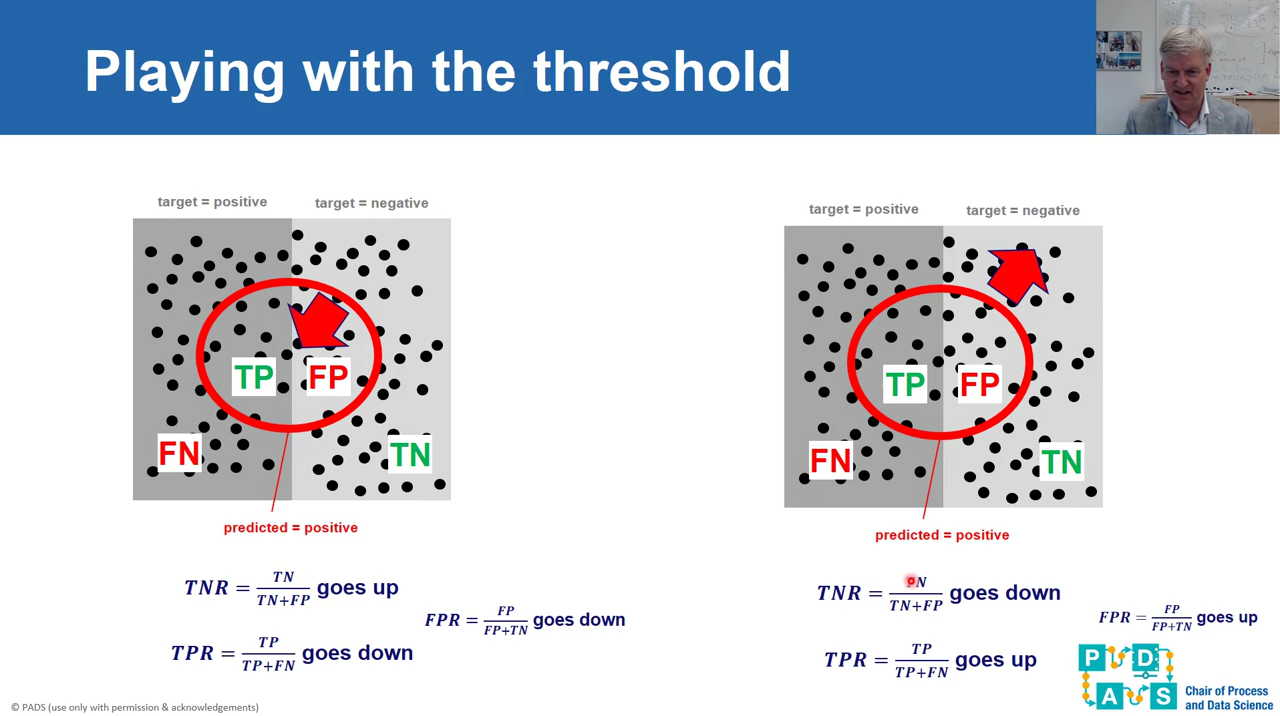 Playing with the threshold
target = positive
target = negative
TP
FP
FN
TN
predicted = positive
TNR = TN/TN+FP goes up
FPR = FP/FP+TN goes down
TPR = TP/TP+FN goes down
target = positive
target = negative
TP
FP
FN
TN
predicted = positive
TNR = TN/TN+FP goes down
FPR = FP/FP+TN goes up
TPR = TP/TP+FN goes up
P D
A S
Chair of Process
and Data Science
© PADS (use only with permission & acknowledgements)